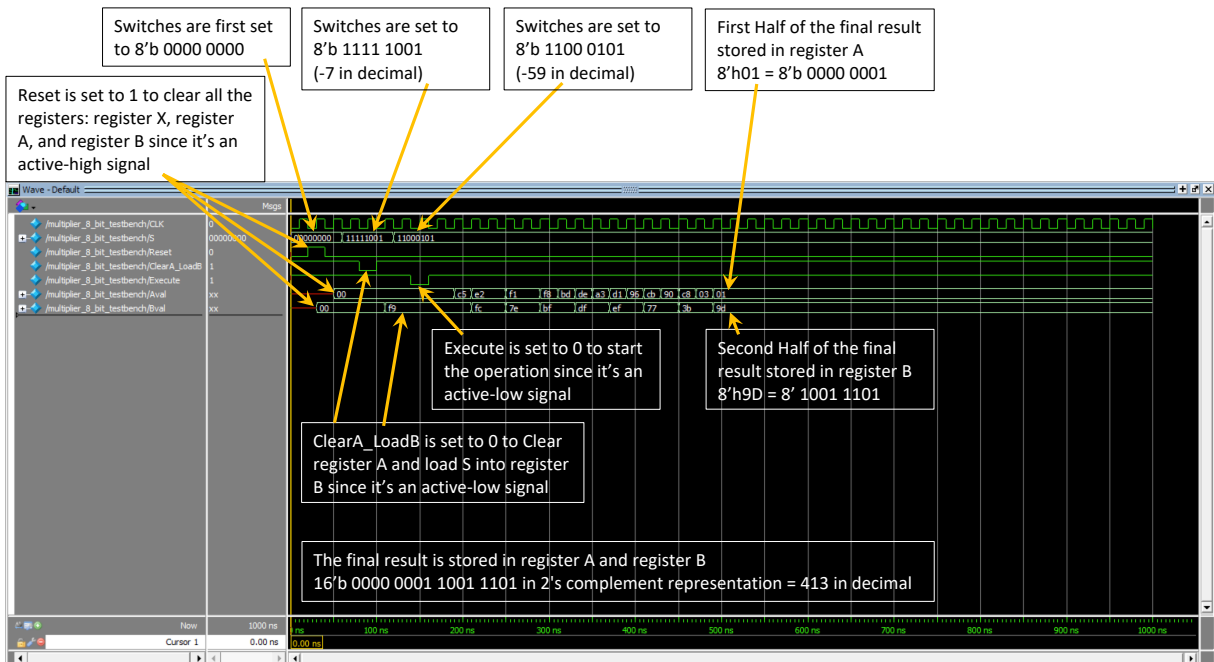 Switches are first set
to 8’b 0000 0000
Switches are set to
8’b 1111 1001
(-7 in decimal)
Switches are set to
8’b 1100 0101
(-59 in decimal)
First Half of the final result
stored in register A
8’h01 = 8’b 0000 0001
Reset is set to 1 to clear all the
registers: register X, register
A, and register B since it’s an
active-high signal
Wave - Default
Msgs
/multiplier_8_bit_testbench/CLK 0
/multiplier_8_bit_testbench/S 00000000 00000000 11111001 11000101
/multiplier_8_bit_testbench/Reset 0
/multiplier_8_bit_testbench/ClearA_LoadB 1
/multiplier_8_bit_testbench/Execute 1
/multiplier_8_bit_testbench/Aval xx 00 c5 e2 f1 f8 bd de a3 d1 96 cb 90 c8 03 01
/multiplier_8_bit_testbench/Bval xx 00 f9 fc 7e bf df ef 77 3b 9d
Execute is set to 0 to start
the operation since it’s an
active-low signal
Second Half of the final
result stored in register B
8’h9D = 8’ 1001 1101
ClearA_LoadB is set to 0 to Clear
register A and load S into register
B since it’s an active-low signal
The final result is stored in register A and register B
16’b 0000 0001 1001 1101 in 2's complement representation = 413 in decimal
Now 1000 ns ns 100 ns 200 ns 300 ns 400 ns 500 ns 600 ns 700 ns 800 ns 900 ns 1000 ns
Cursor 1 0.00 ns 0.00 ns